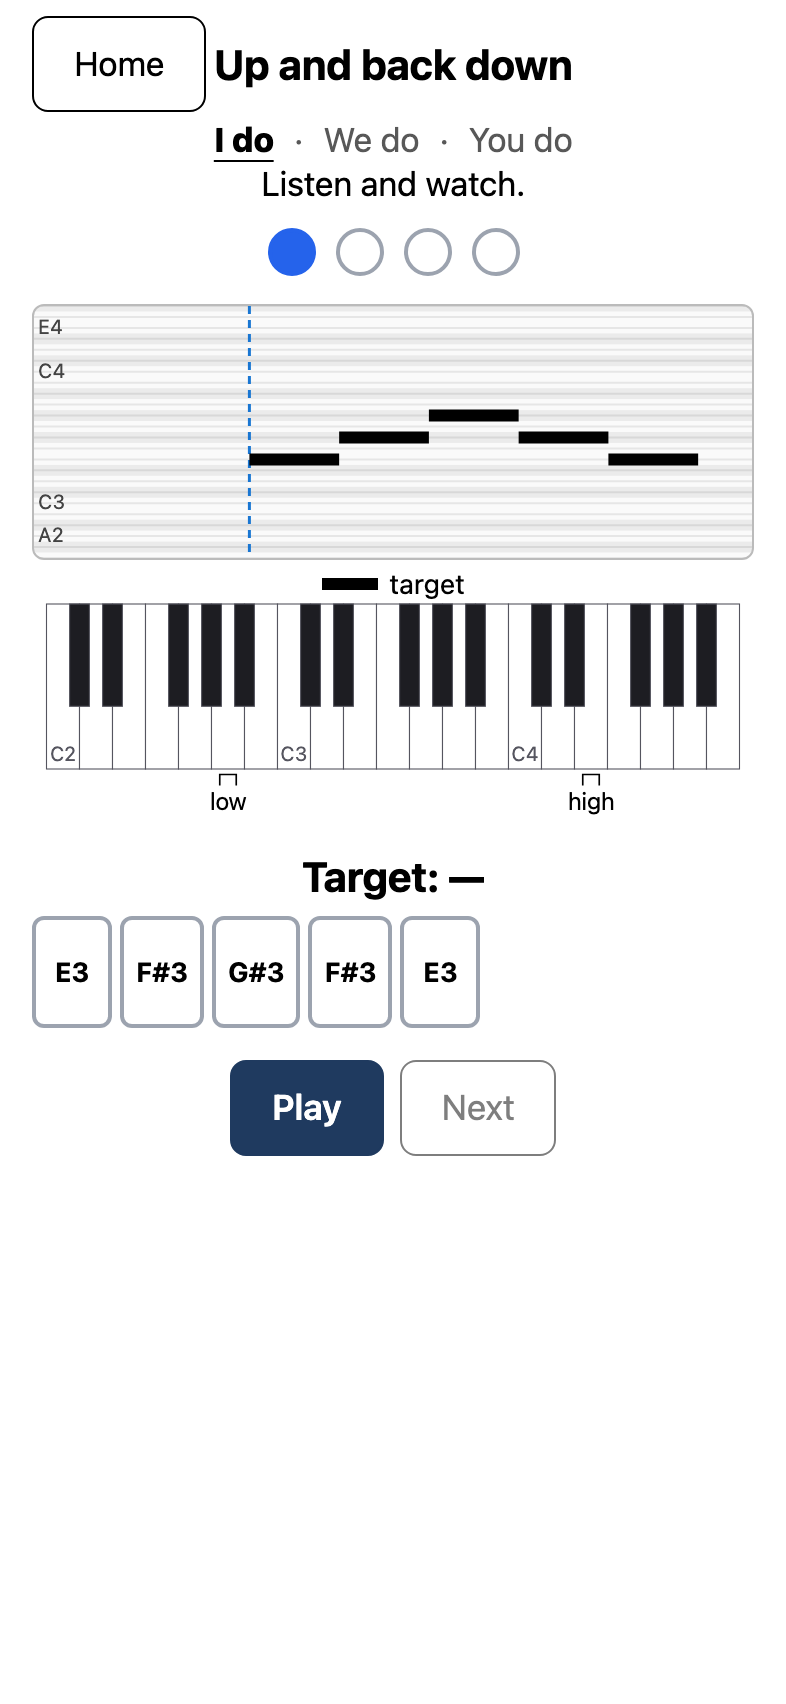 Home
Up and back down
I do · We do · You do
Listen and watch.
E4
C4
C3
A2
target
C2 C3 C4
low high
Target: —
E3 F#3 G#3 F#3 E3
Play Next